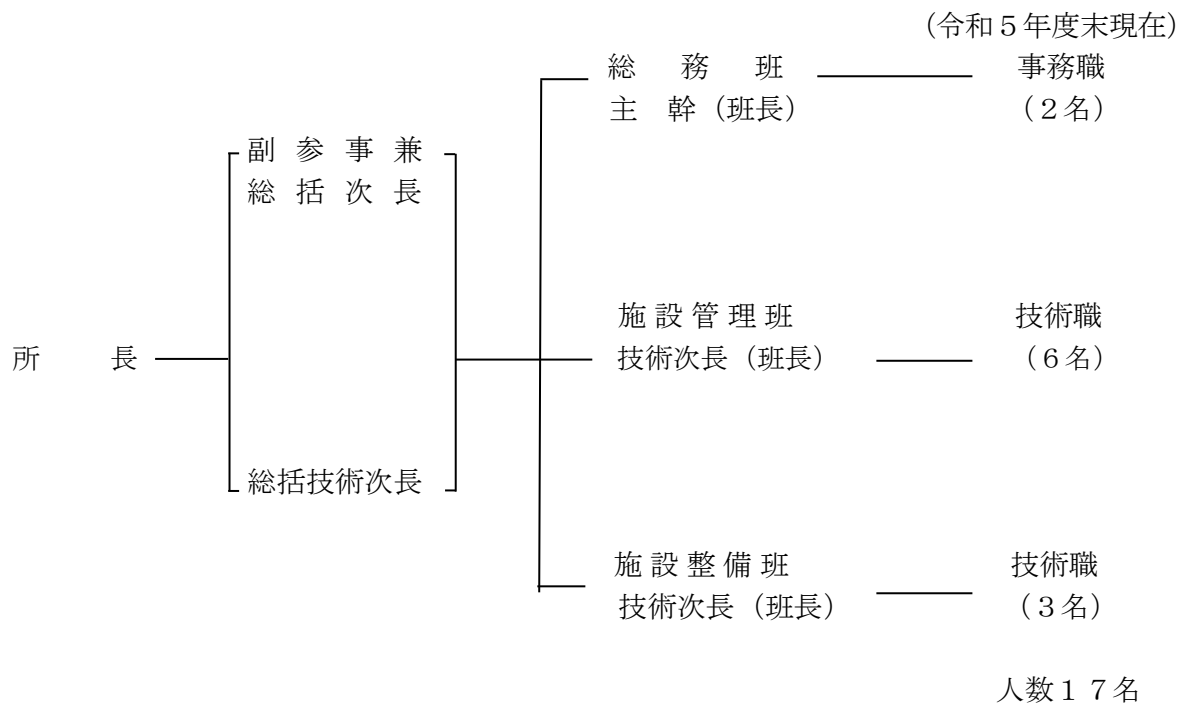 (令和５年度末現在)
総　務　班　事務職
主　幹（班長）　（２名）
副参事兼
総括次長
施設管理班　技術職
所　長　技術次長（班長）　（６名）
総括技術次長
施設整備班　技術職
技術次長（班長）　（３名）
人数１７名